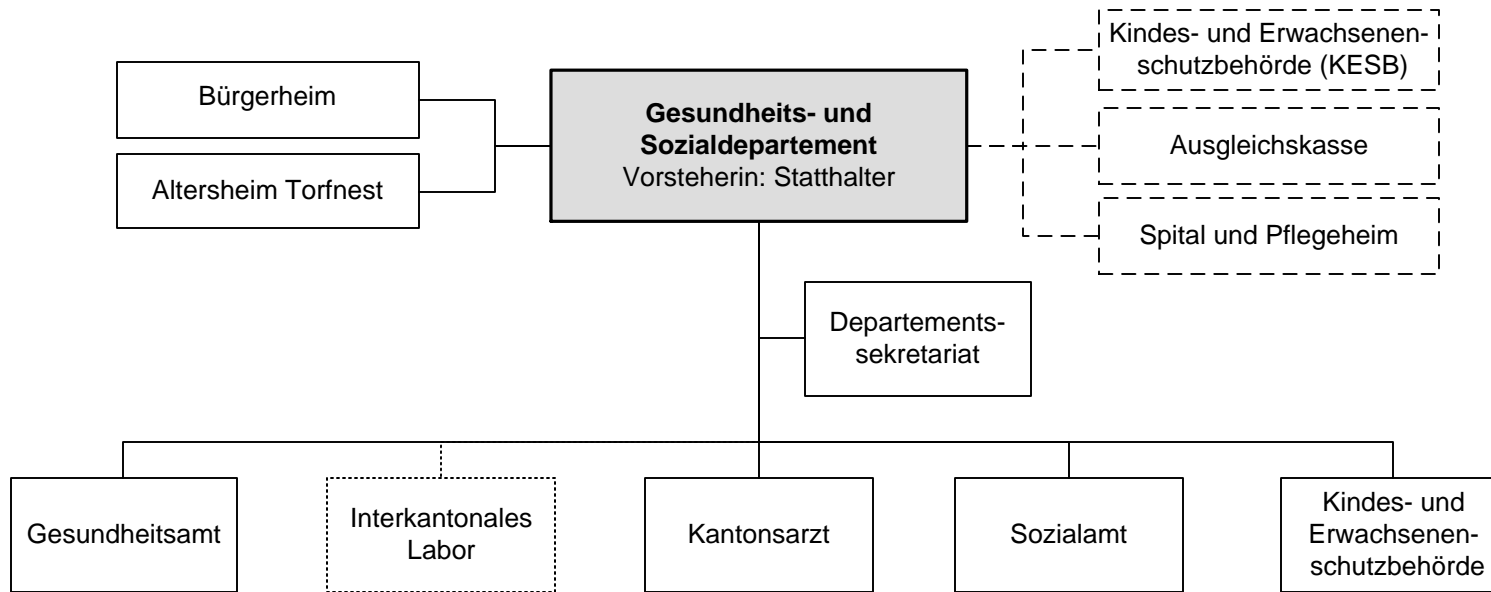 Bürgerheim
Altersheim Torfnest
Gesundheits- und
Sozialdepartement
Vorsteherin: Statthalter
Kindes- und Erwachsenen-
schutzbehörde (KESB)
Ausgleichskasse
Spital und Pflegeheim
Departements-
sekretariat
Gesundheitsamt
Interkantonales
Labor
Kantonsarzt
Sozialamt
Kindes- und
Erwachsenen-
schutzbehörde